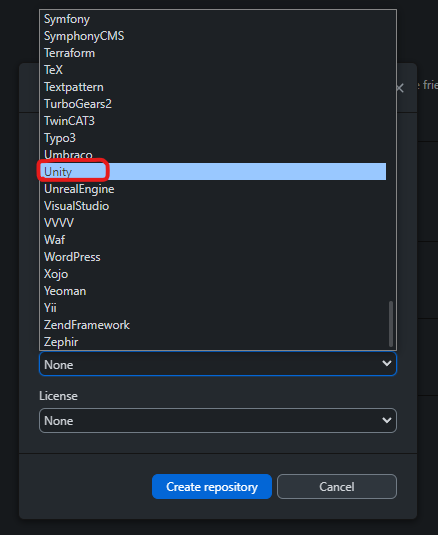 Symfony
SymphonyCMS
Terraform
TeX
Textpattern
TurboGears2
TwinCAT3
Typo3
Umbraco
Unity
UnrealEngine
VisualStudio
VVVV
Waf
WordPress
Xojo
Yeoman
Yii
ZendFramework
Zephir
None
License
None
Create repository
Cancel